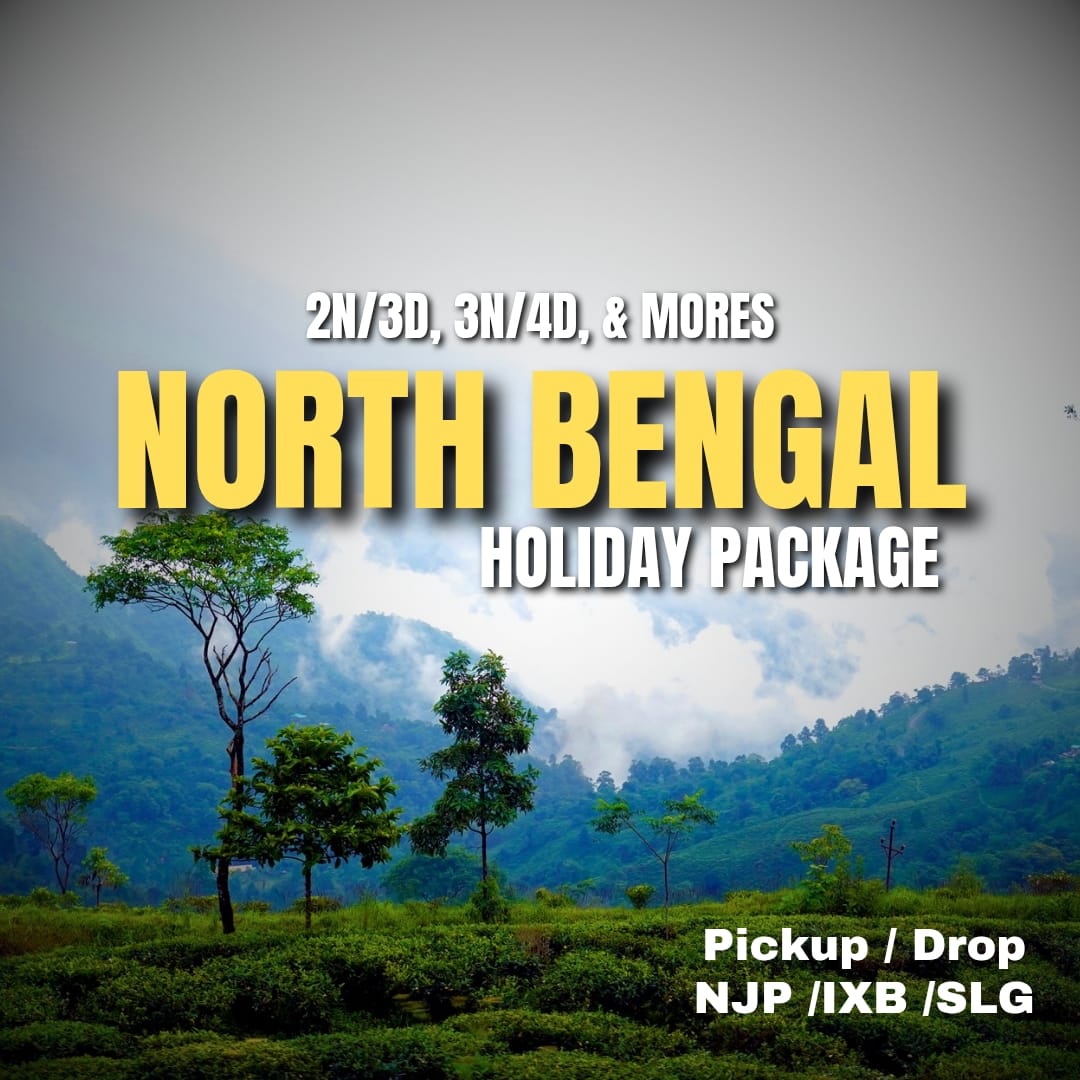 2N/3D, 3N/4D, & MORES
NORTH BENGAL
HOLIDAY PACKAGE
Pickup / Drop
NJP /IXB /SLG